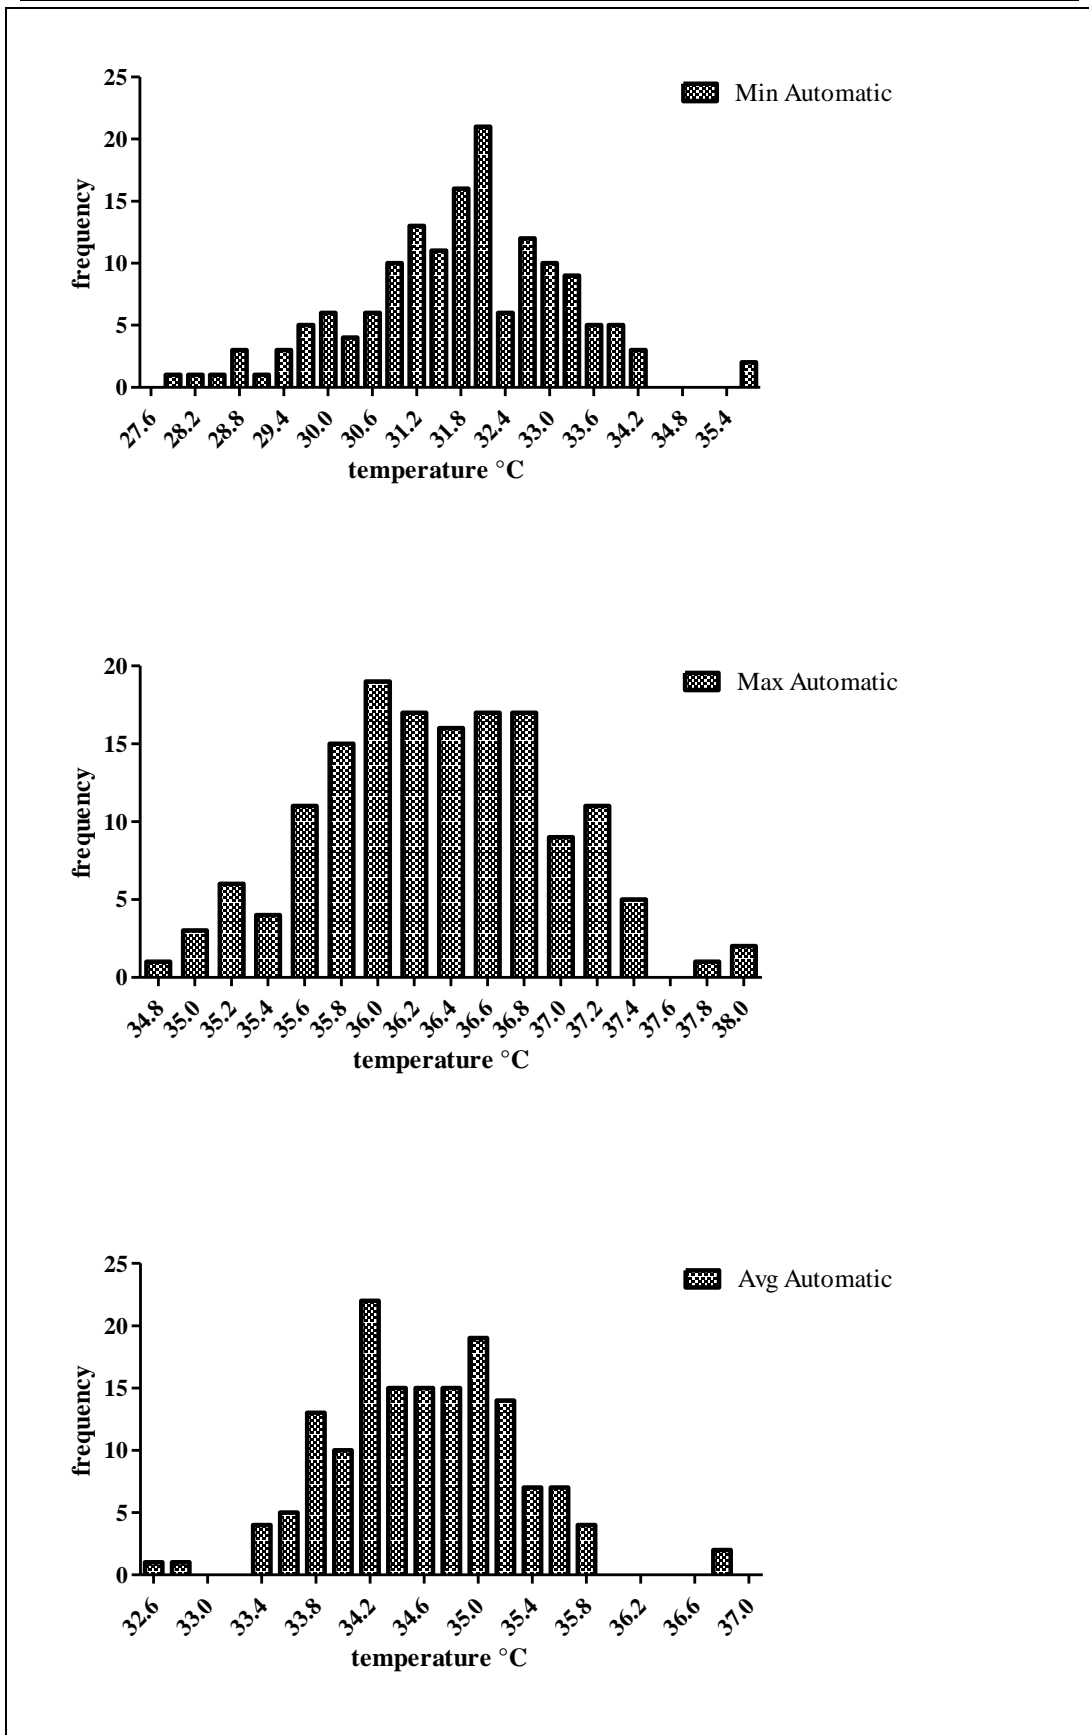 25
20
15
10
5
0
frequency
Min Automatic
27.6 28.2 28.8 29.4 30.0 30.6 31.2 31.8 32.4 33.0 33.6 34.2 34.8 35.4
temperature °C
20
15
10
5
0
frequency
Max Automatic
34.8 35.0 35.2 35.4 35.6 35.8 36.0 36.2 36.4 36.6 36.8 37.0 37.2 37.4 37.6 37.8 38.0
temperature °C
25
20
15
10
5
0
frequency
Avg Automatic
32.6 33.0 33.4 33.8 34.2 34.6 35.0 35.4 35.8 36.2 36.6 37.0
temperature °C